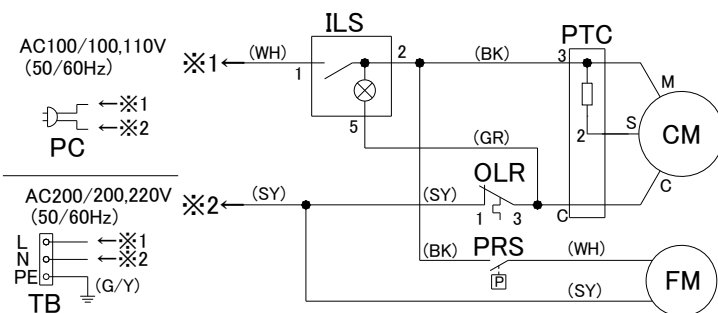 AC100/100,110V
(50/60Hz)
←※1
←※2
PC
AC200/200,220V
(50/60Hz)
L ←※1
N ←※2
PE (G/Y)
TB
※1← (WH)
ILS
1
2
5
(BK)
PTC
3
2
C
M
S
C
CM
(GR)
※2← (SY)
(SY)
OLR
1 3
(BK)
PRS
P
(WH)
(SY)
FM